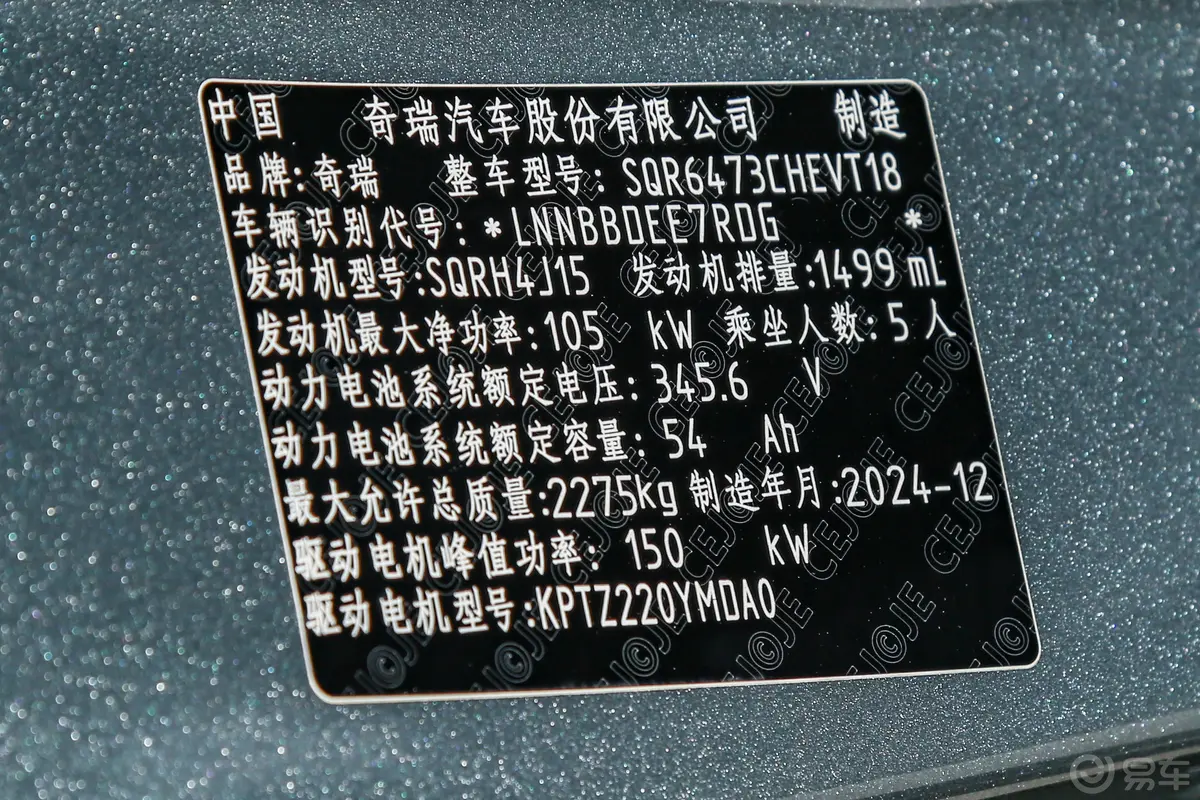 中国 奇瑞汽车股份有限公司 制造
品牌:奇瑞 整车型号: SQR6473CHEVT18
车辆识别代号: *LNNBBDEE7RDG *
发动机型号:SQRH4J15 发动机排量:1499 mL
发动机最大净功率:105 kW 乘坐人数: 5 人
动力电池系统额定电压: 345.6 V
动力电池系统额定容量: 54 Ah
最大允许总质量:2275kg 制造年月:2024-12
驱动电机峰值功率: 150 kW
驱动电机型号:KPTZ220YMDA0
易车